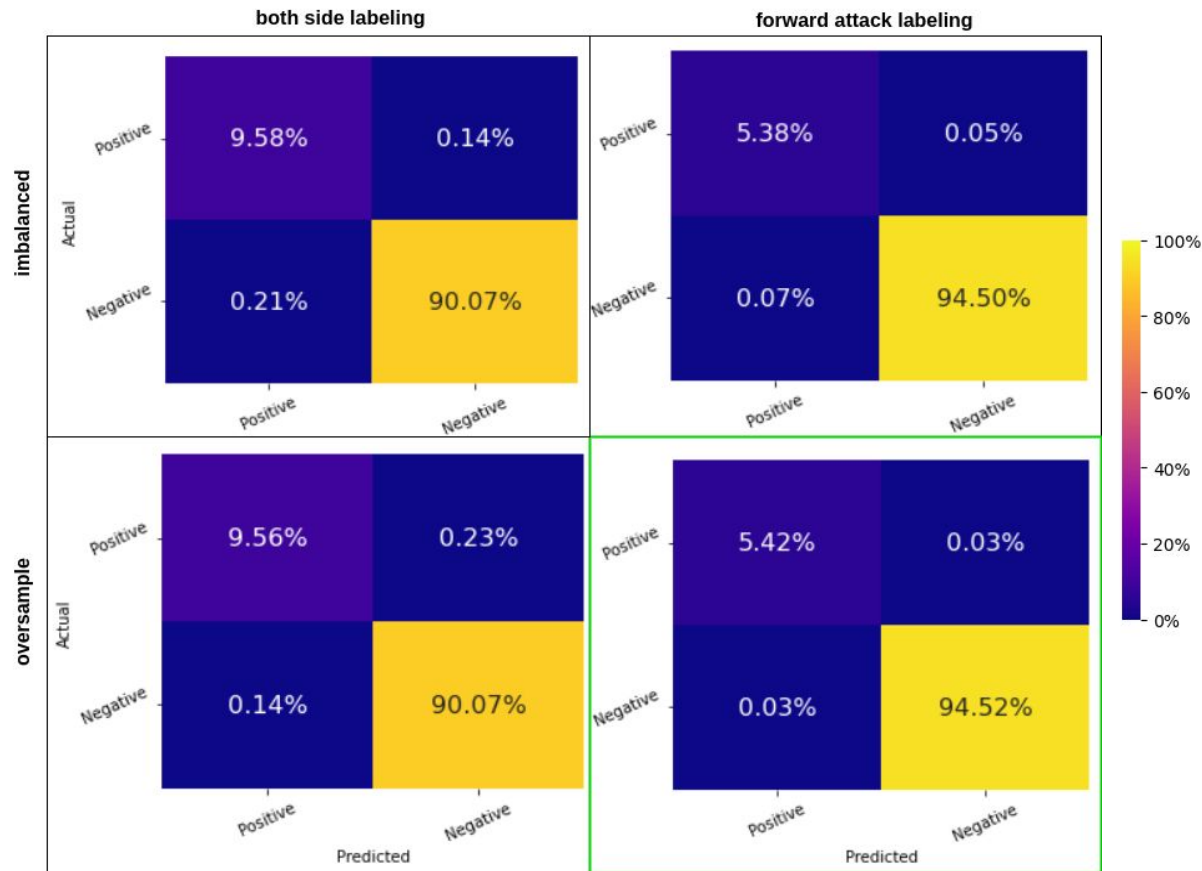 both side labeling
forward attack labeling
imbalanced
Actual
Positive
9.58%
0.14%
Negative
0.21%
90.07%
Positive
Negative
Positive
5.38%
0.05%
Negative
0.07%
94.50%
Positive
Negative
oversample
Actual
Positive
9.56%
0.23%
Negative
0.14%
90.07%
Positive
Negative
Predicted
Positive
5.42%
0.03%
Negative
0.03%
94.52%
Positive
Negative
Predicted
100%
80%
60%
40%
20%
0%